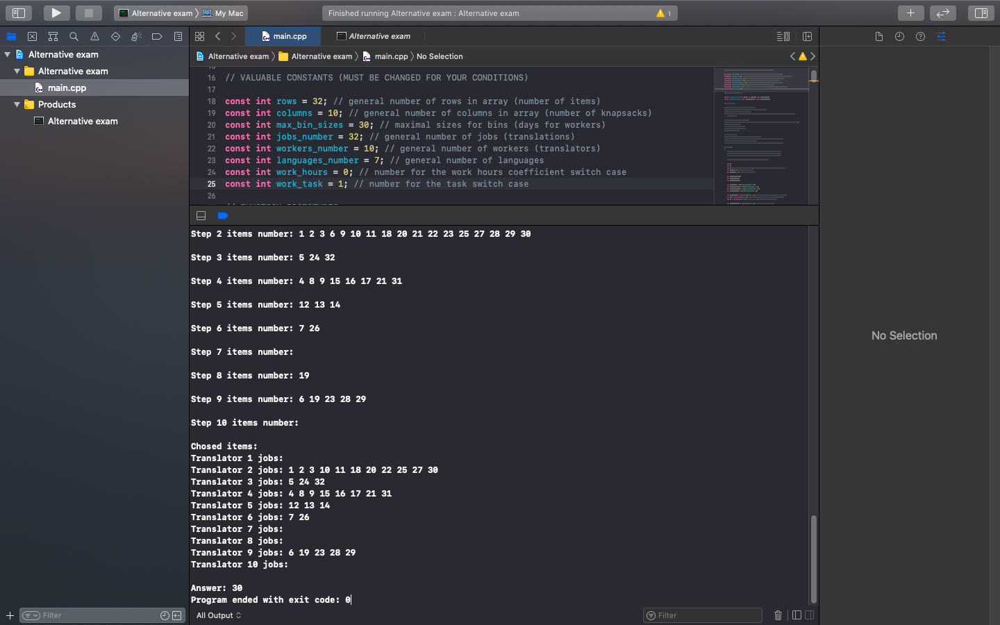 Alternative exam
My Mac
Finished running Alternative exam : Alternative exam
1
main.cpp
Alternative exam
Alternative exam
Alternative exam
Alternative exam
main.cpp
No Selection
Alternative exam
main.cpp
Products
Alternative exam
16 // VALUABLE CONSTANTS (MUST BE CHANGED FOR YOUR CONDITIONS)
17
18 const int rows = 32; // general number of rows in array (number of items)
19 const int columns = 10; // general number of columns in array (number of knapsacks)
20 const int max_bin_sizes = 30; // maximal sizes for bins (days for workers)
21 const int jobs_number = 32; // general number of jobs (translations)
22 const int workers_number = 10; // general number of workers (translators)
23 const int languages_number = 7; // general number of languages
24 const int work_hours = 0; // number for the work hours coefficient switch case
25 const int work_task = 1; // number for the task switch case
26
Step 2 items number: 1 2 3 6 9 10 11 18 20 21 22 23 25 27 28 29 30
Step 3 items number: 5 24 32
Step 4 items number: 4 8 9 15 16 17 21 31
Step 5 items number: 12 13 14
Step 6 items number: 7 26
Step 7 items number:
Step 8 items number: 19
Step 9 items number: 6 19 23 28 29
Step 10 items number:
Chosed items:
Translator 1 jobs:
Translator 2 jobs: 1 2 3 10 11 18 20 22 25 27 30
Translator 3 jobs: 5 24 32
Translator 4 jobs: 4 8 9 15 16 17 21 31
Translator 5 jobs: 12 13 14
Translator 6 jobs: 7 26
Translator 7 jobs:
Translator 8 jobs:
Translator 9 jobs: 6 19 23 28 29
Translator 10 jobs:
Answer: 30
Program ended with exit code: 0
No Selection
Filter
All Output
Filter